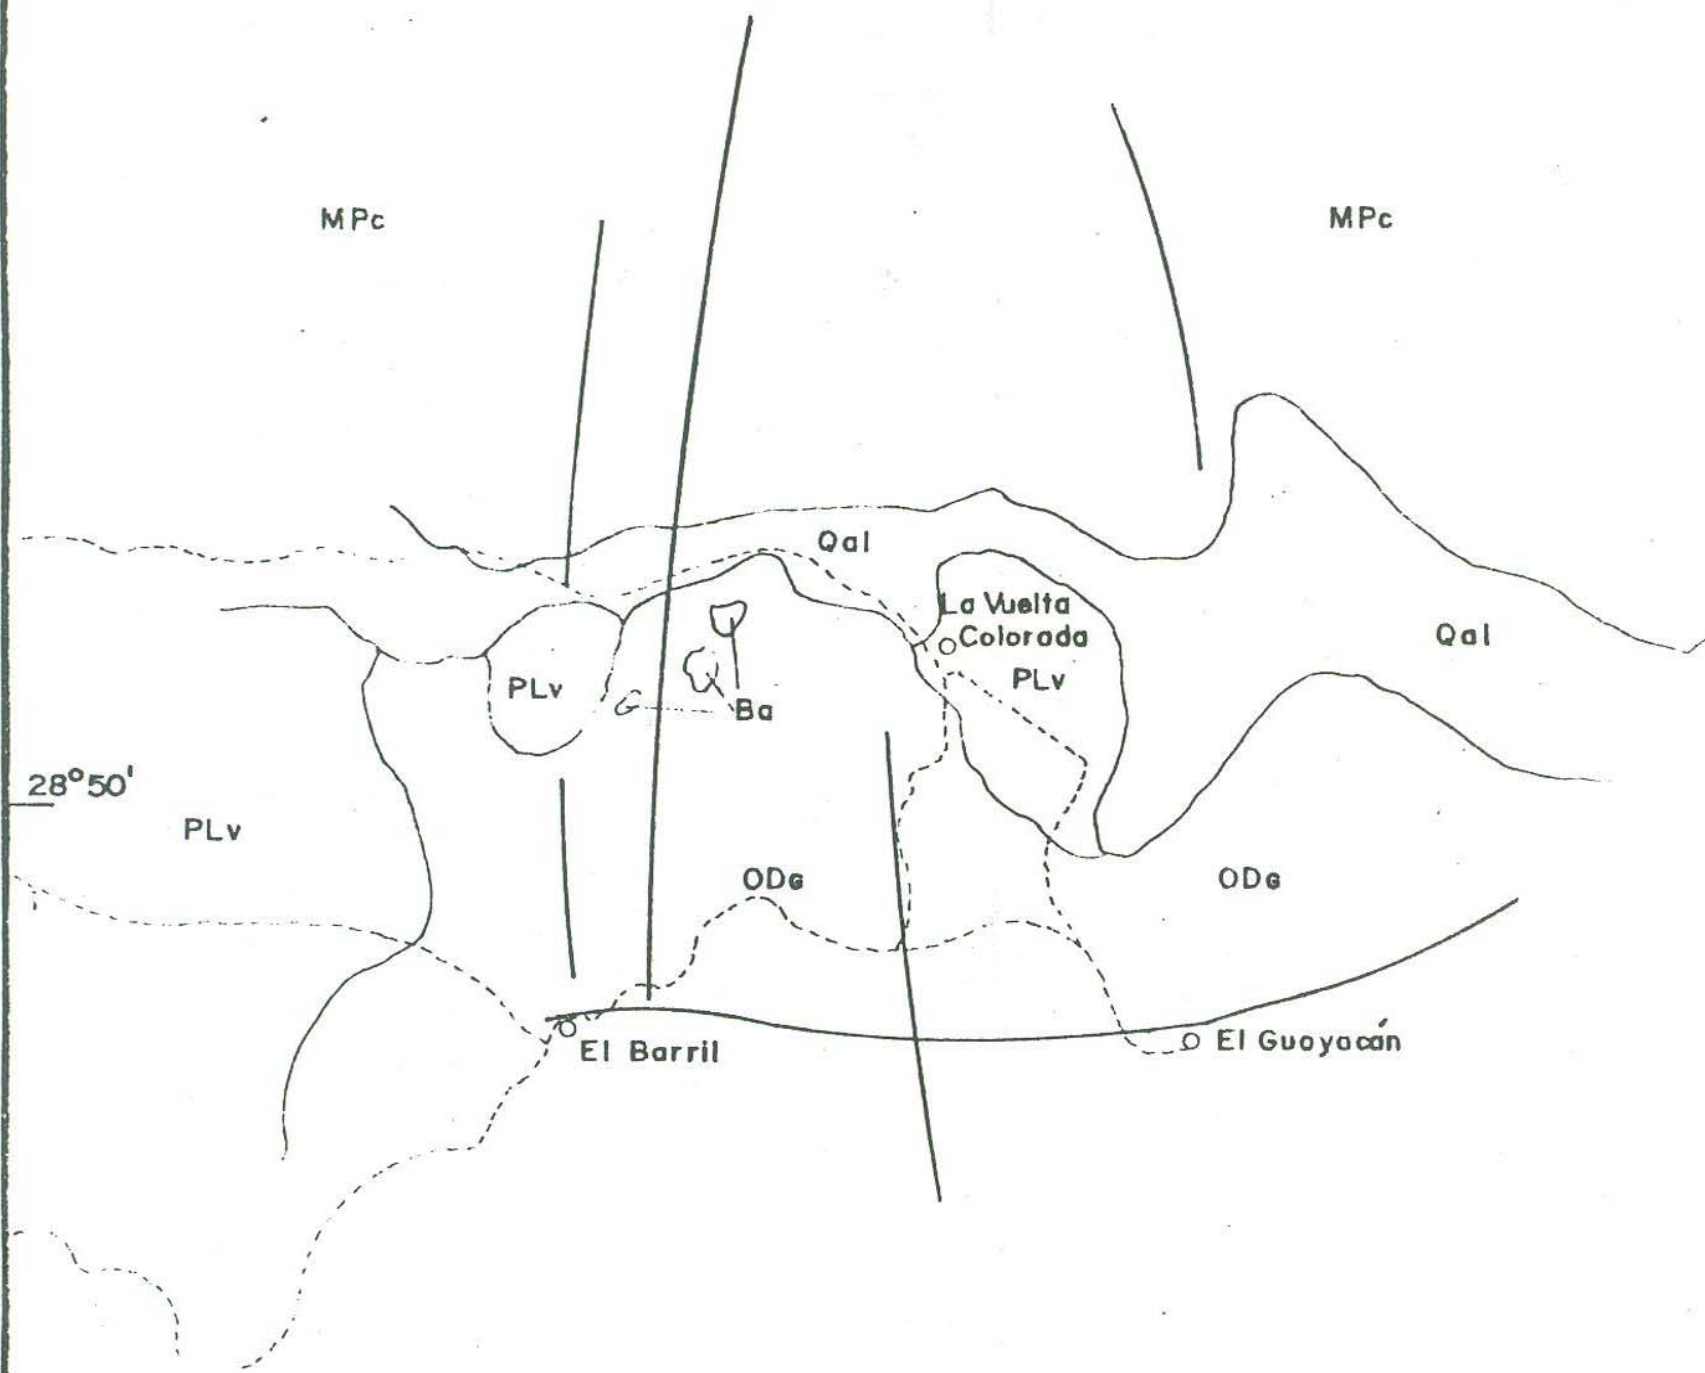 MPc
MPc
Qal
La Vuelta
Colorada
Qal
PLv
PLv
Ba
28°50'
PLv
ODg
ODg
El Barril
El Guayacán